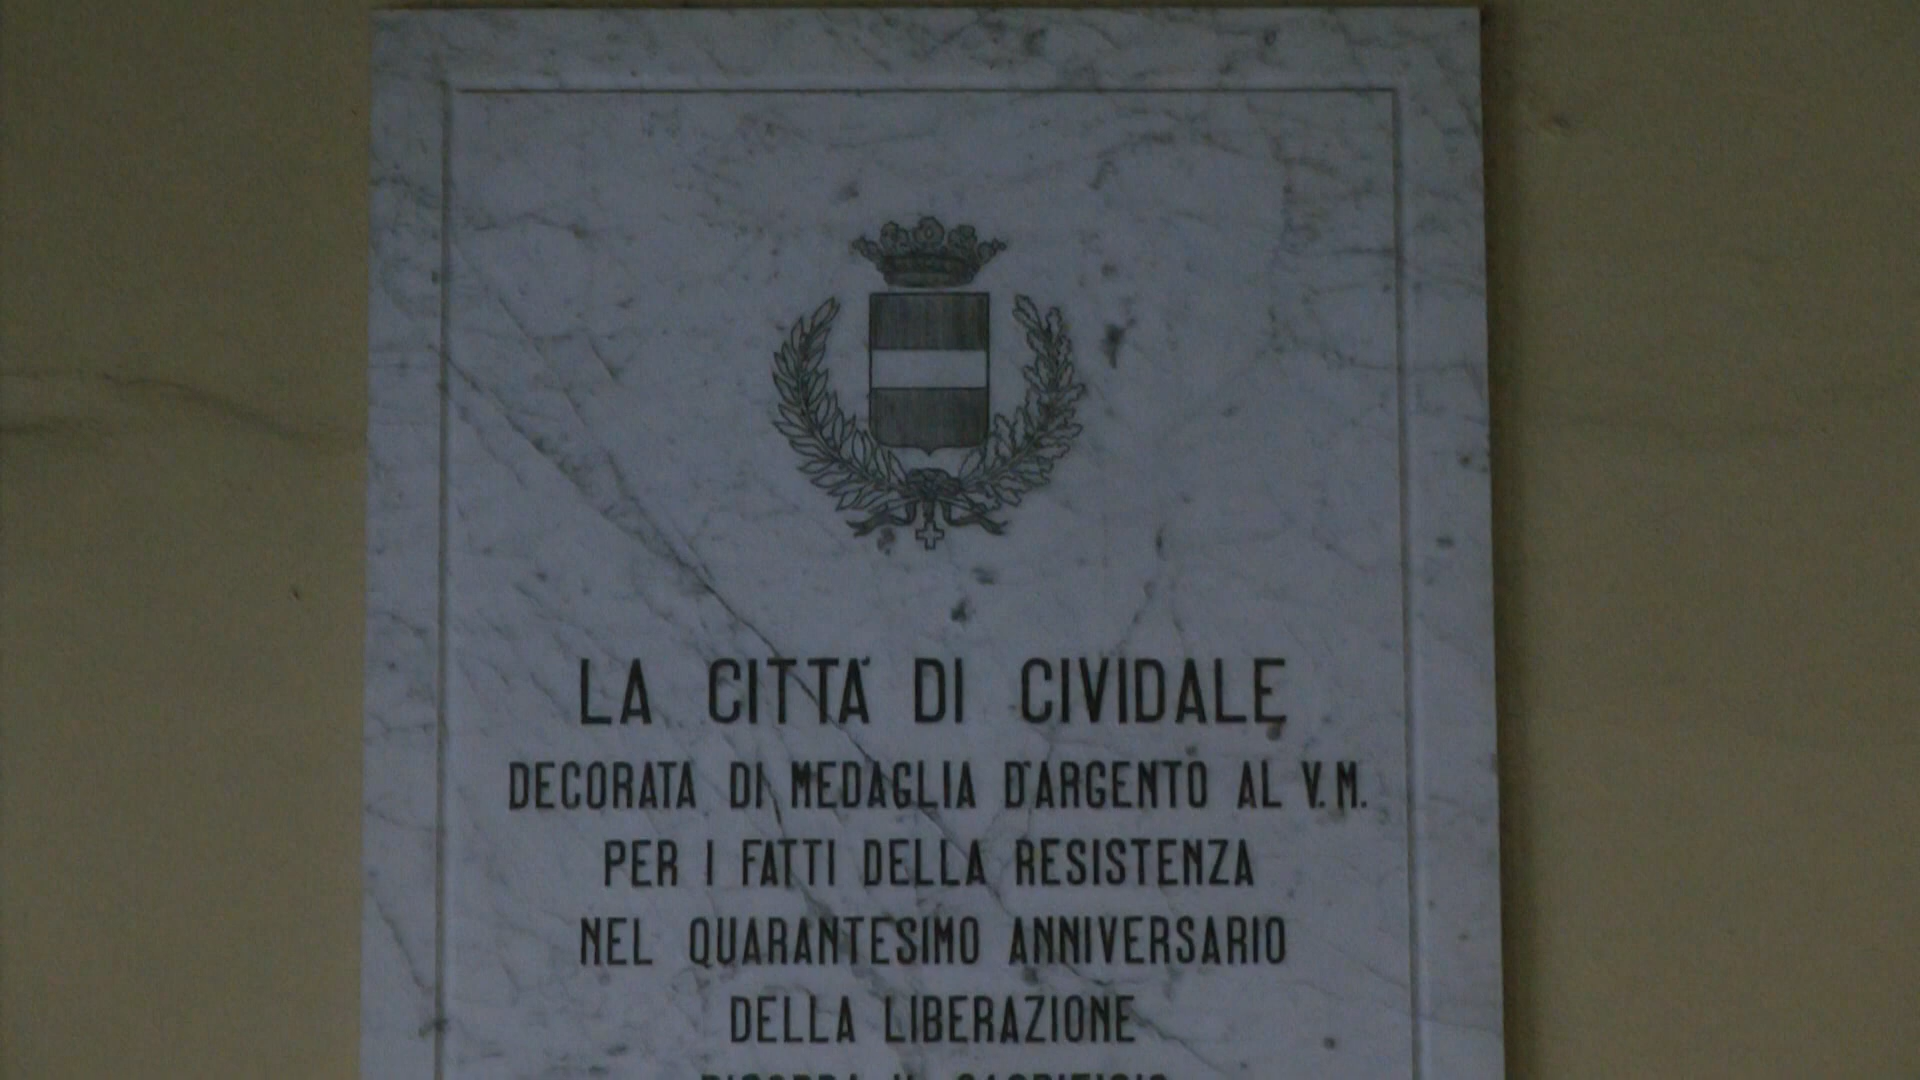 LA CITTÀ DI CIVIDALE
DECORATA DI MEDAGLIA D'ARGENTO AL V.M.
PER I FATTI DELLA RESISTENZA
NEL QUARANTESIMO ANNIVERSARIO
DELLA LIBERAZIONE